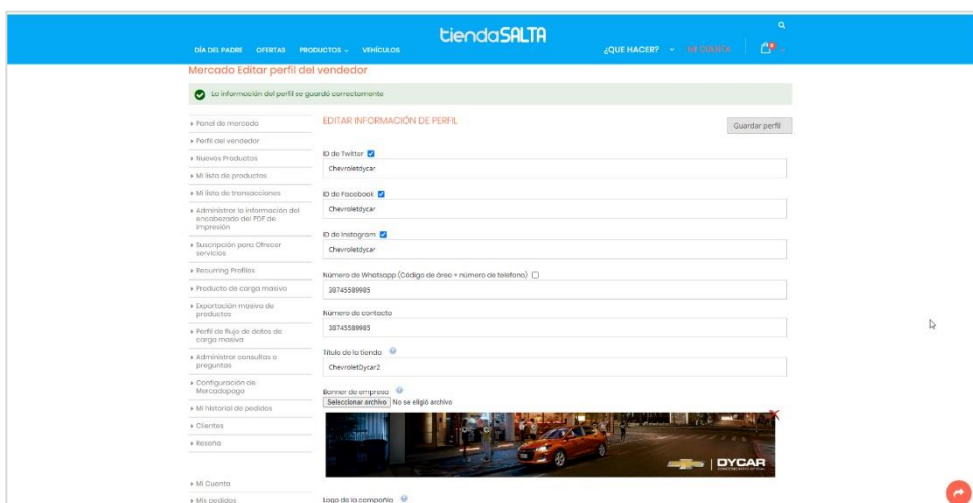 tiendaSALTA
DÍA DEL PADRE OFERTAS PRODUCTOS VEHÍCULOS ¿QUE HACER? MI CUENTA 0
Mercado Editar perfil del vendedor
La información del perfil se guardó correctamente
Panel de mercado
Perfil del vendedor
Nuevos Productos
Mi lista de productos
Mi lista de transacciones
Administrar la información del
encabezado del PDF de
impresión
Suscripción para Ofrecer
servicios
Recurring Profiles
Producto de carga masivo
Exportación masiva de
productos
Perfil de flujo de datos de
carga masiva
Administrar consultas o
preguntas
Configuración de
Mercadopago
Mi historial de pedidos
Clientes
Reseña
Mi Cuenta
Mis pedidos
EDITAR INFORMACIÓN DE PERFIL
Guardar perfil
ID de Twitter
Chevroletdycar
ID de Facebook
Chevroletdycar
ID de Instagram
Chevroletdycar
Número de Whatsapp (Código de área + número de teléfono)
38745589985
Número de contacto
38745589985
Título de la tienda
ChevroletDycar2
Banner de empresa
Seleccionar archivo No se eligió archivo
DYCAR
CONCESIONARIO OFICIAL
Logo de la compañía